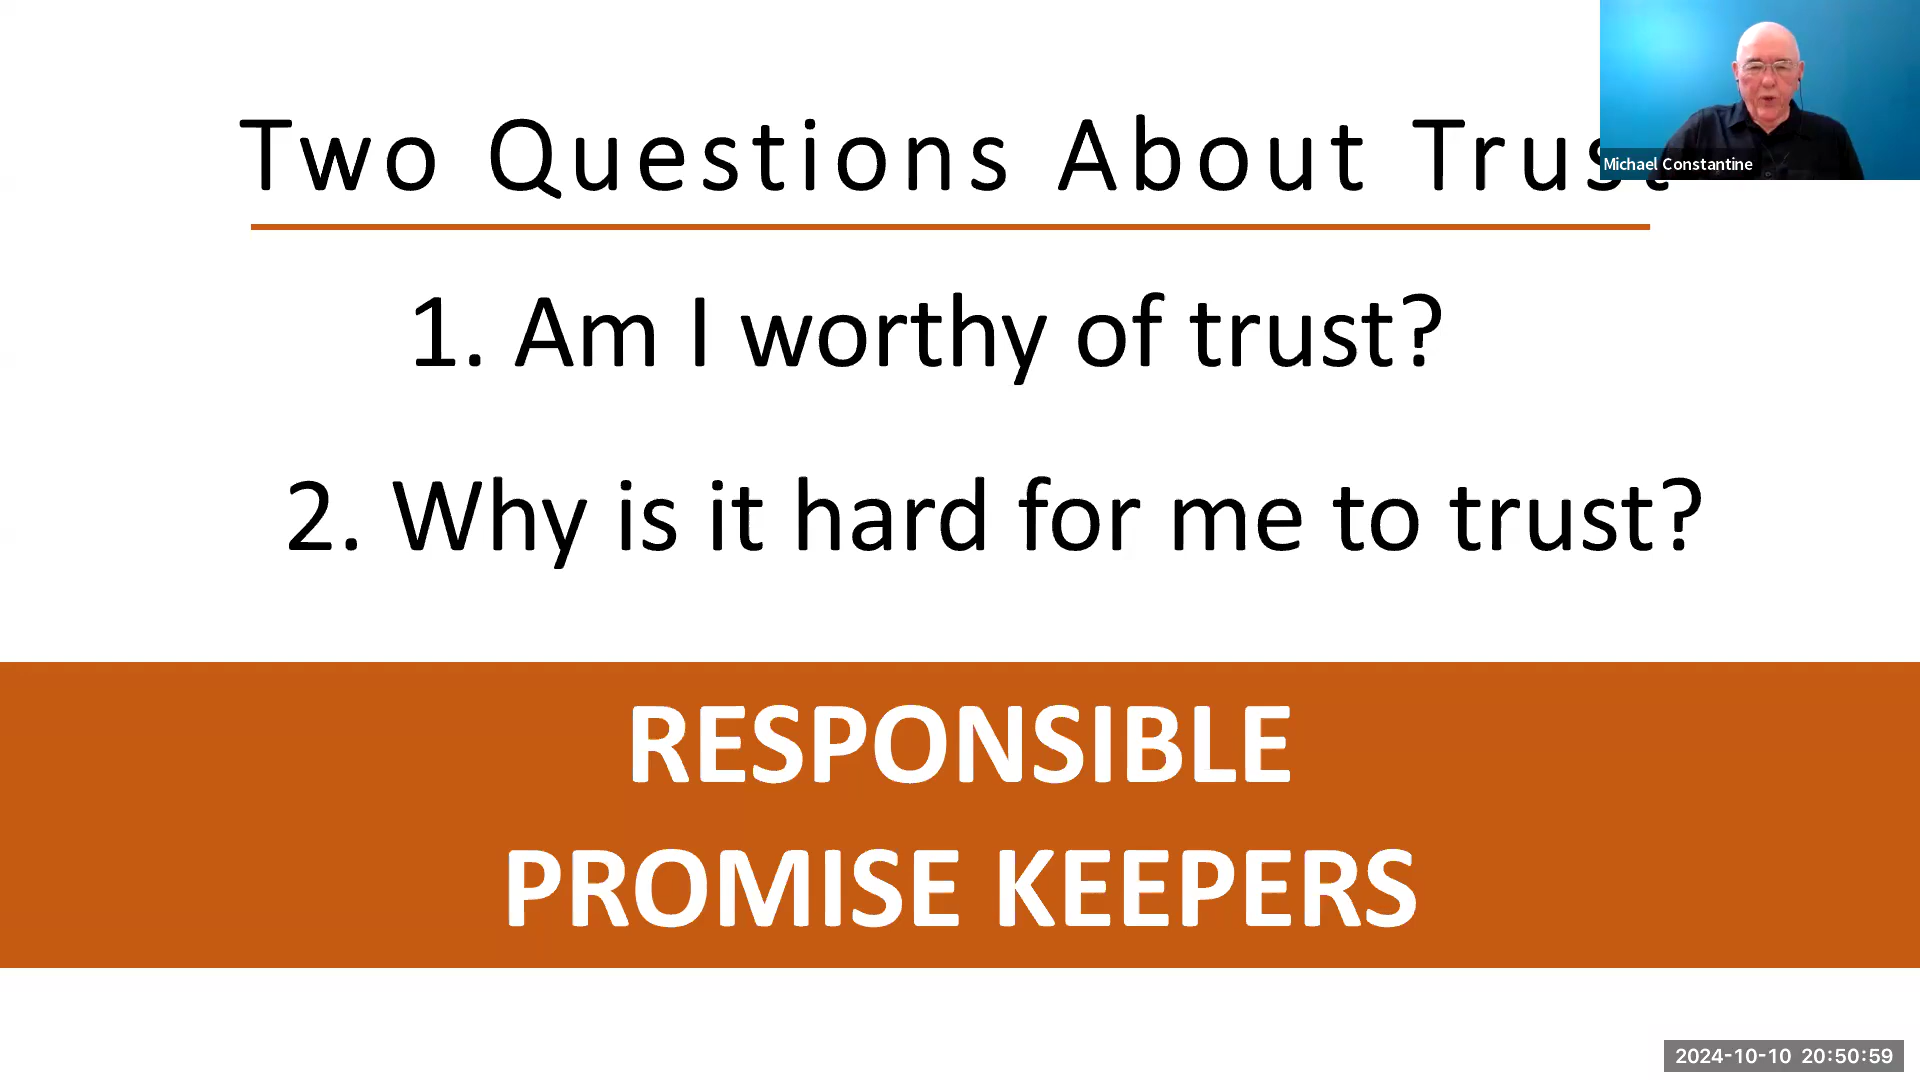 Two Questions About Trust
Michael Constantine
1. Am I worthy of trust?
2. Why is it hard for me to trust?
RESPONSIBLE
PROMISE KEEPERS
2024-10-10 20:50:59